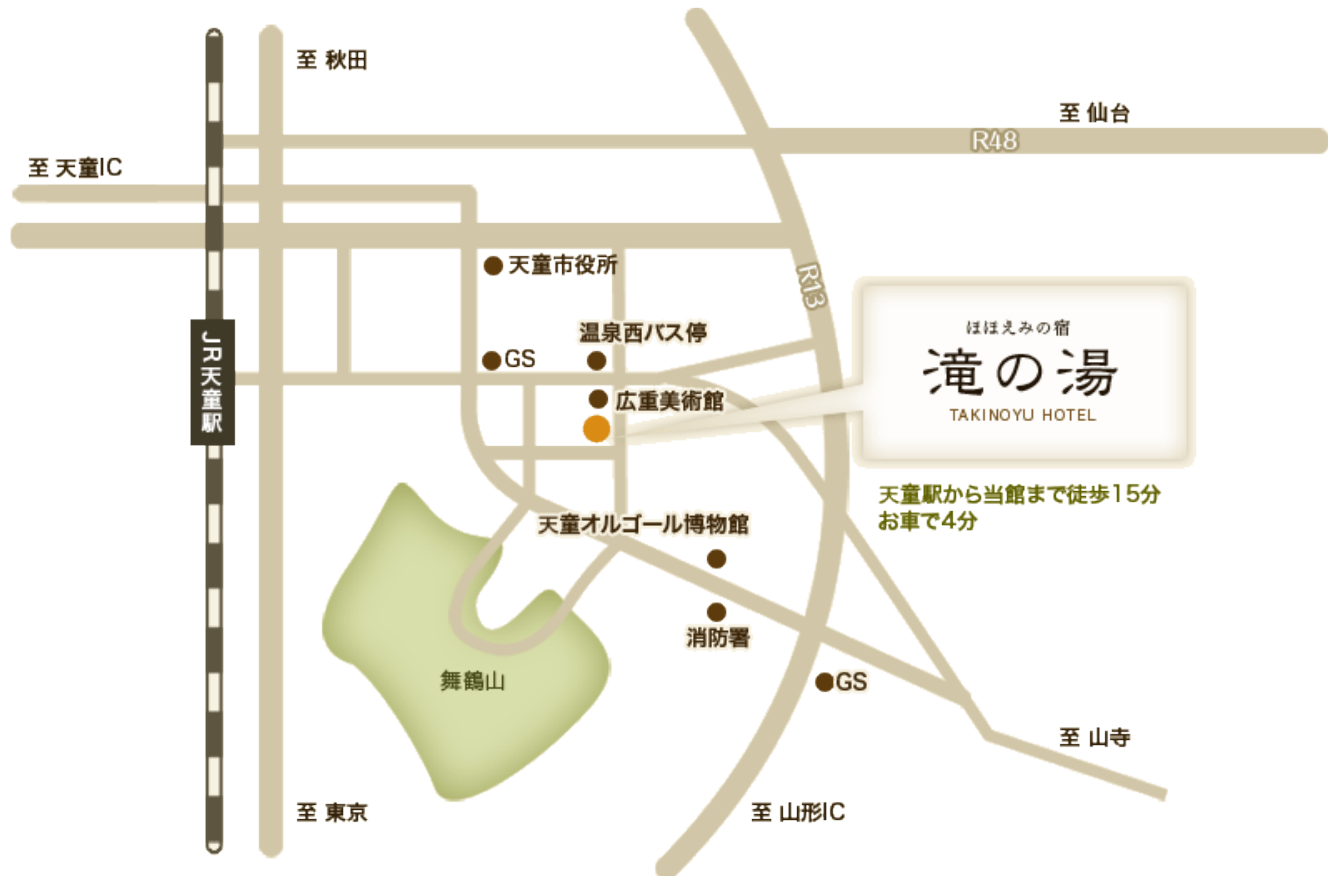 至 秋田
至 仙台
R48
至 天童IC
天童市役所
R13
温泉西バス停
GS
JR天童駅
広重美術館
ほほえみの宿
滝の湯
TAKINOYU HOTEL
天童駅から当館まで徒歩15分
お車で4分
天童オルゴール博物館
消防署
舞鶴山
GS
至 山寺
至 東京
至 山形IC